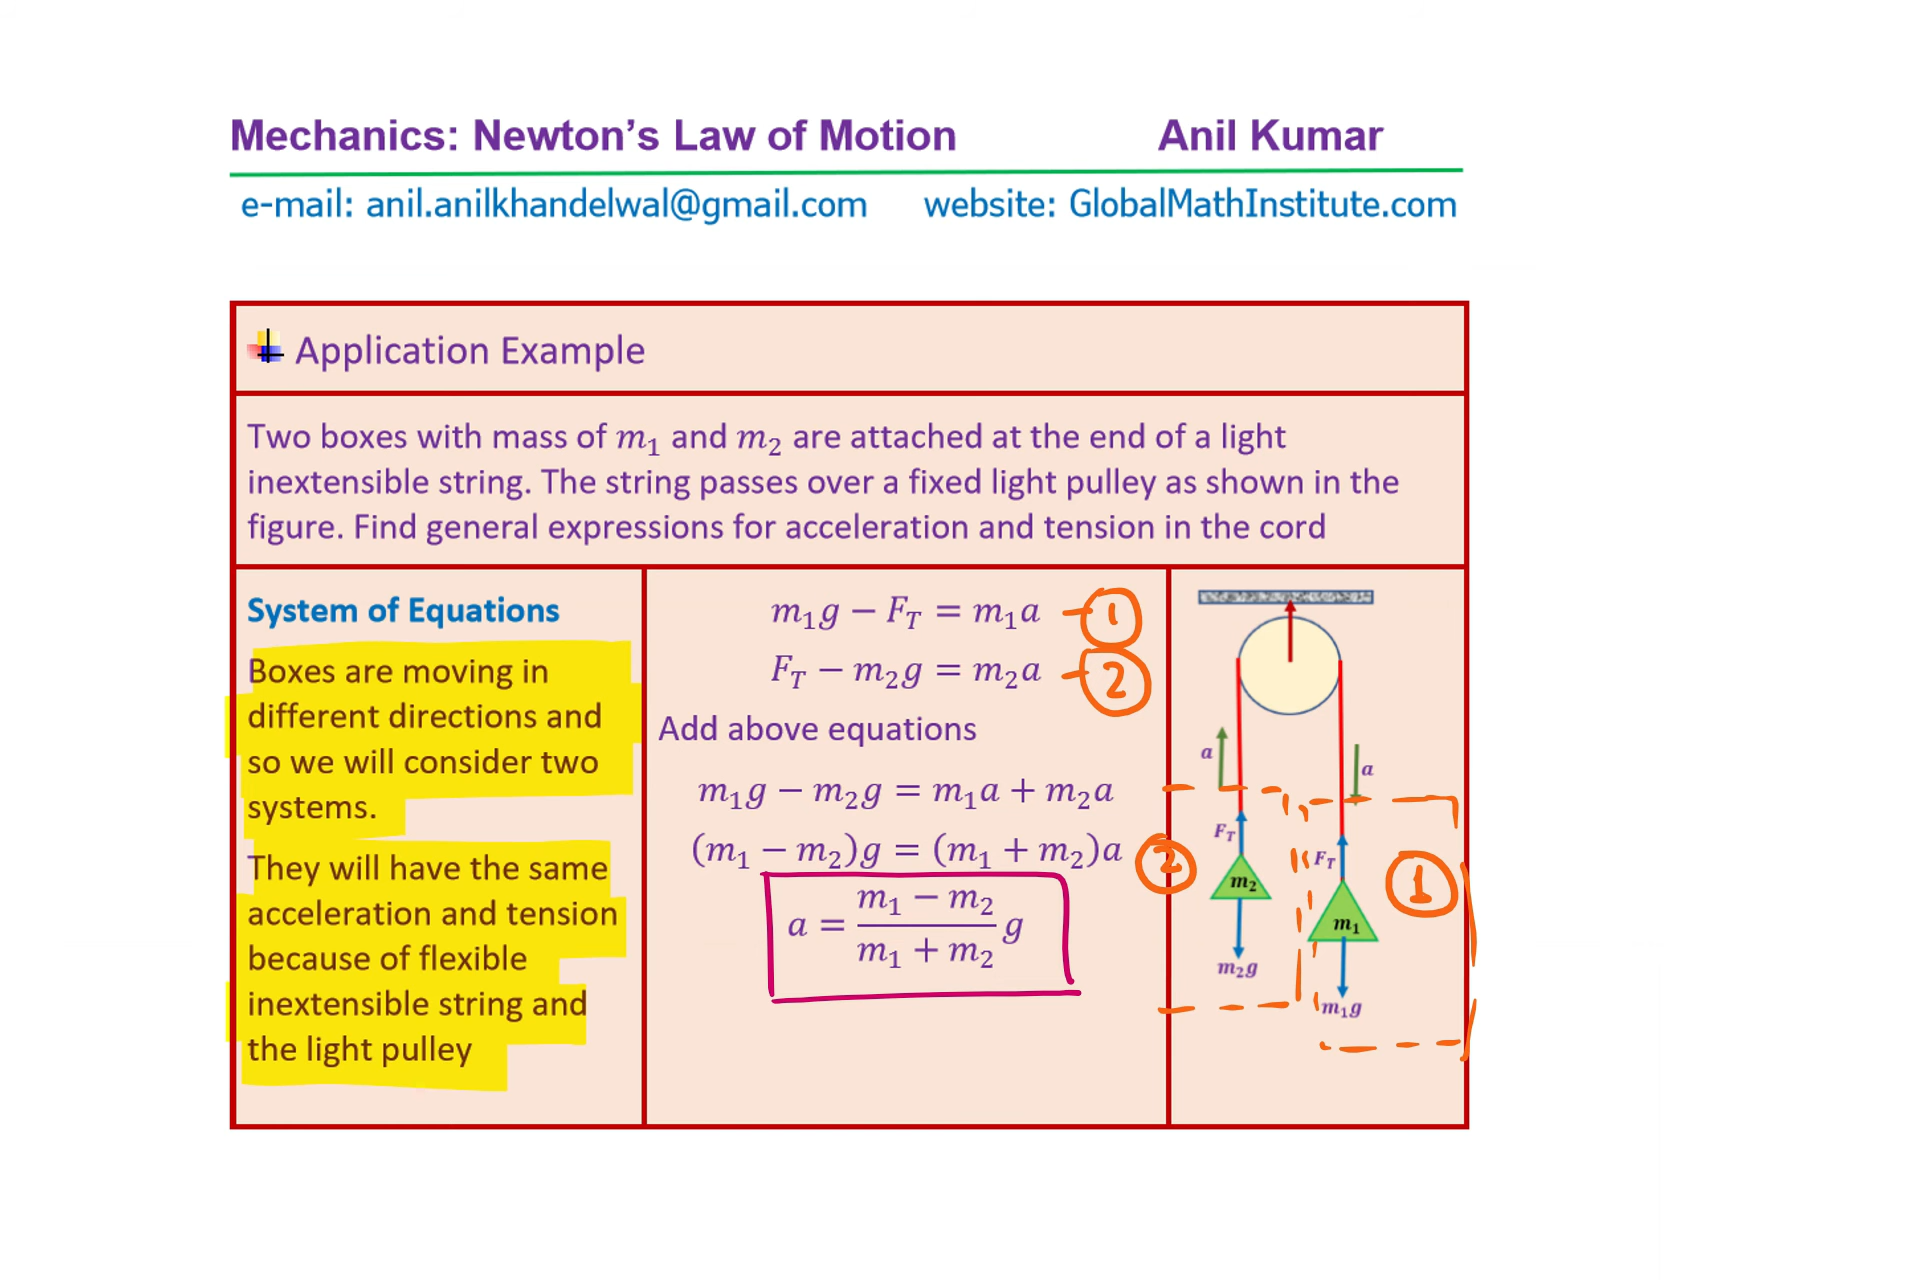 Mechanics: Newton's Law of Motion Anil Kumar
e-mail: anil.anilkhandelwal@gmail.com website: GlobalMathInstitute.com
Application Example
Two boxes with mass of m₁ and m₂ are attached at the end of a light
inextensible string. The string passes over a fixed light pulley as shown in the
figure. Find general expressions for acceleration and tension in the cord
System of Equations
Boxes are moving in
different directions and
so we will consider two
systems.
They will have the same
acceleration and tension
because of flexible
inextensible string and
the light pulley
m₁g − F_T = m₁a – 1
F_T − m₂g = m₂a – 2
Add above equations
m₁g − m₂g = m₁a + m₂a
(m₁ − m₂)g = (m₁ + m₂)a
a = (m₁ − m₂)/(m₁ + m₂) g
a
a
F_T
F_T
2
m₂
1
m₁
m₂g
m₁g